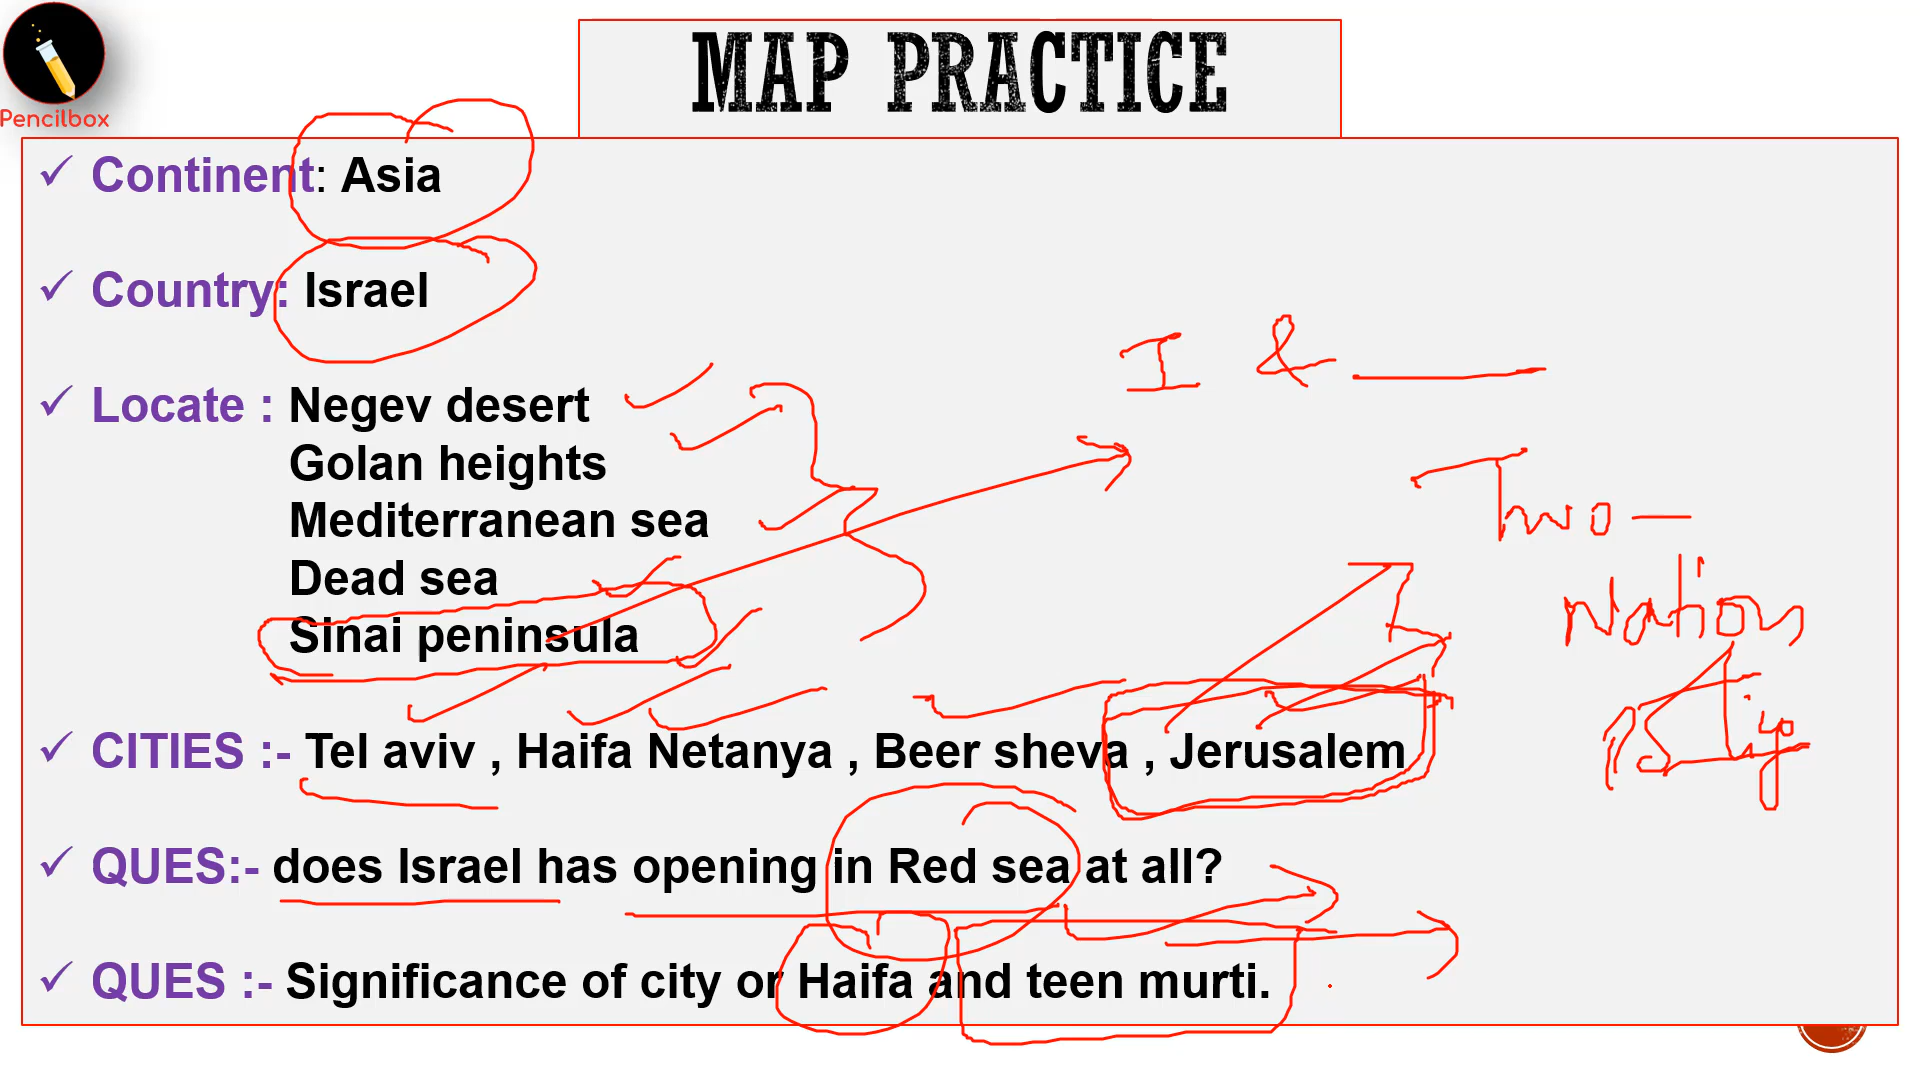 MAP PRACTICE
Pencilbox
✓ Continent: Asia
✓ Country: Israel
I & ___
✓ Locate : Negev desert
Golan heights
Mediterranean sea
Two -
Dead sea
Nation
Sinai peninsula
✓ CITIES :- Tel aviv , Haifa Netanya , Beer sheva , Jerusalem
✓ QUES:- does Israel has opening in Red sea at all?
✓ QUES :- Significance of city or Haifa and teen murti.